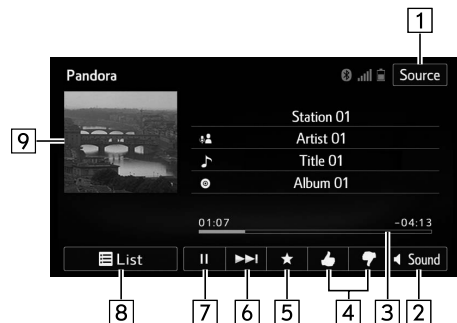 1
Pandora Source
Station 01
9 Artist 01
Title 01
Album 01
01:07 -04:13
List Sound
8 7 6 5 4 3 2